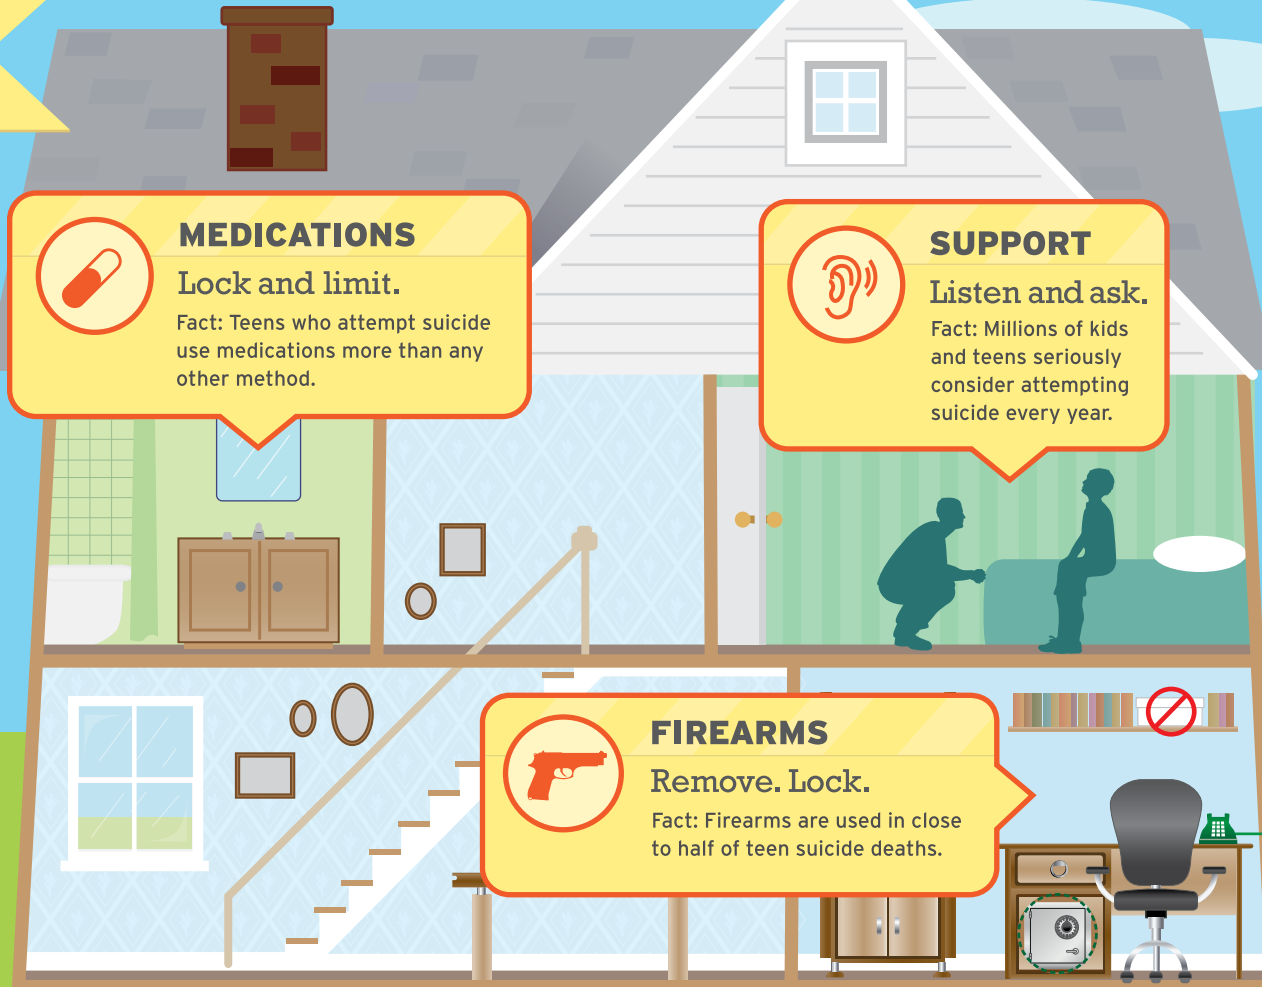 MEDICATIONS
Lock and limit.
Fact: Teens who attempt suicide
use medications more than any
other method.
SUPPORT
Listen and ask.
Fact: Millions of kids
and teens seriously
consider attempting
suicide every year.
FIREARMS
Remove. Lock.
Fact: Firearms are used in close
to half of teen suicide deaths.